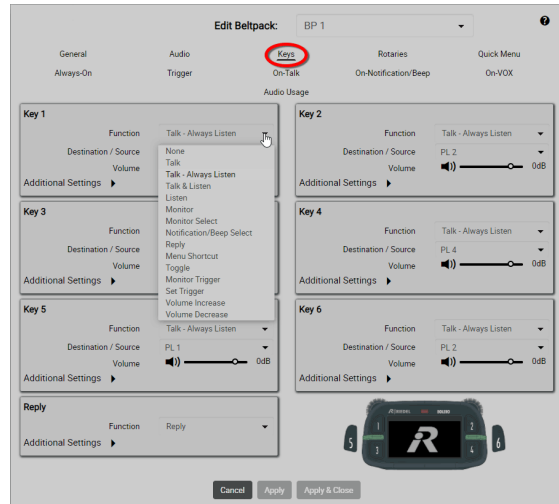 Edit Beltpack: BP 1
General Audio Keys Rotaries Quick Menu
Always-On Trigger On-Talk On-Notification/Beep On-VOX
Audio Usage
Key 1
Function Talk - Always Listen
Destination / Source
Volume
Additional Settings
None
Talk
Talk - Always Listen
Talk & Listen
Listen
Monitor
Monitor Select
Notification/Beep Select
Reply
Menu Shortcut
Toggle
Monitor Trigger
Set Trigger
Volume Increase
Volume Decrease
Key 2
Function Talk - Always Listen
Destination / Source PL 2
Volume 0dB
Additional Settings
Key 3
Function
Destination / Source
Volume
Additional Settings
Key 4
Function Talk - Always Listen
Destination / Source PL 4
Volume 0dB
Additional Settings
Key 5
Function Talk - Always Listen
Destination / Source PL 1
Volume 0dB
Additional Settings
Key 6
Function Talk - Always Listen
Destination / Source PL 2
Volume 0dB
Additional Settings
Reply
Function Reply
Additional Settings
1 2
5 3 R 4 6
Cancel Apply Apply & Close